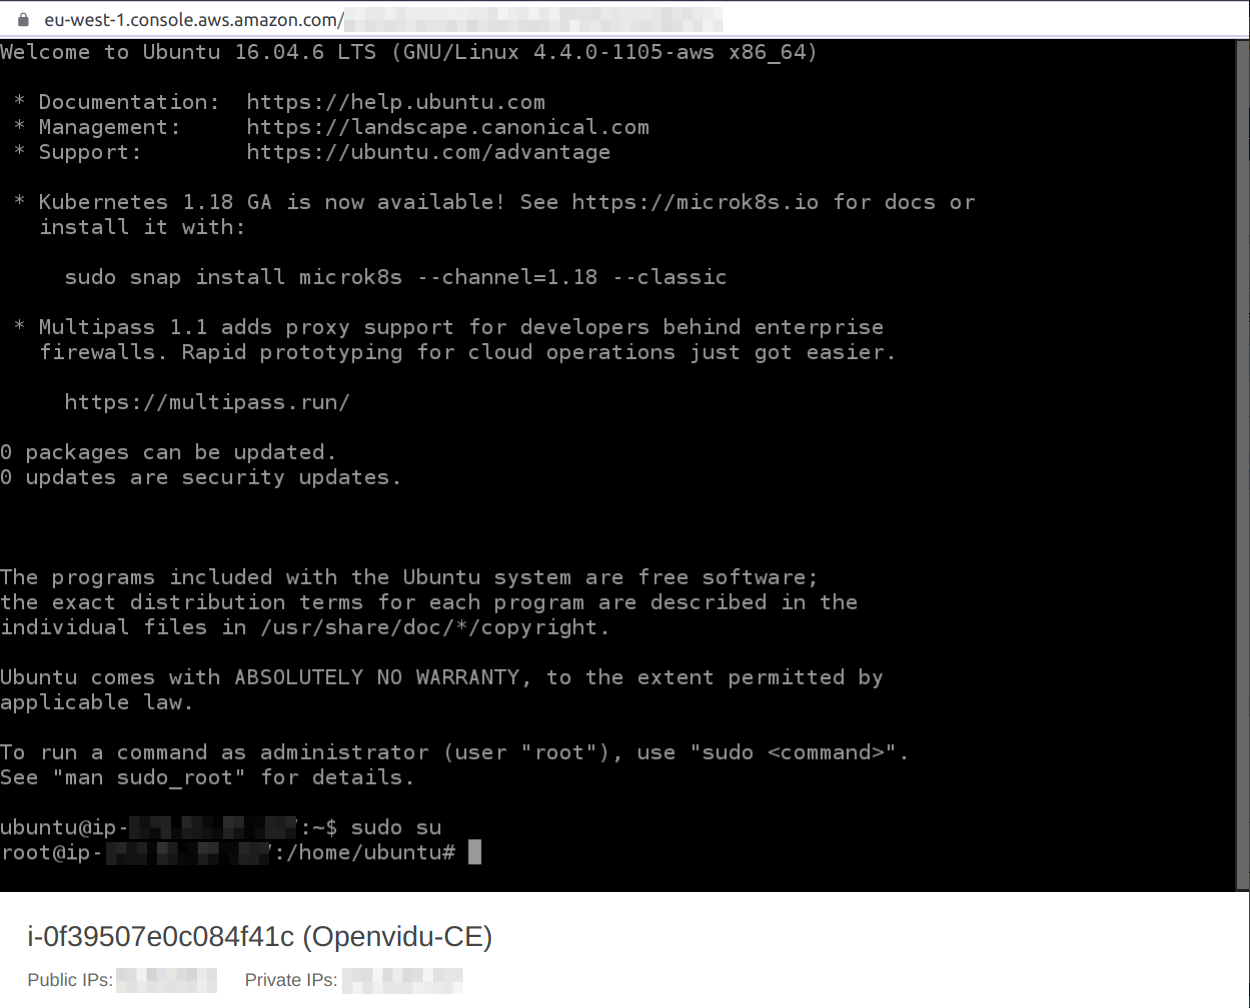 eu-west-1.console.aws.amazon.com/
Welcome to Ubuntu 16.04.6 LTS (GNU/Linux 4.4.0-1105-aws x86_64)
* Documentation:  https://help.ubuntu.com
* Management:     https://landscape.canonical.com
* Support:        https://ubuntu.com/advantage
* Kubernetes 1.18 GA is now available! See https://microk8s.io for docs or
install it with:
sudo snap install microk8s --channel=1.18 --classic
* Multipass 1.1 adds proxy support for developers behind enterprise
firewalls. Rapid prototyping for cloud operations just got easier.
https://multipass.run/
0 packages can be updated.
0 updates are security updates.
The programs included with the Ubuntu system are free software;
the exact distribution terms for each program are described in the
individual files in /usr/share/doc/*/copyright.
Ubuntu comes with ABSOLUTELY NO WARRANTY, to the extent permitted by
applicable law.
To run a command as administrator (user "root"), use "sudo <command>".
See "man sudo_root" for details.
ubuntu@ip- :~$ sudo su
root@ip- :/home/ubuntu#
i-0f39507e0c084f41c (Openvidu-CE)
Public IPs: Private IPs: